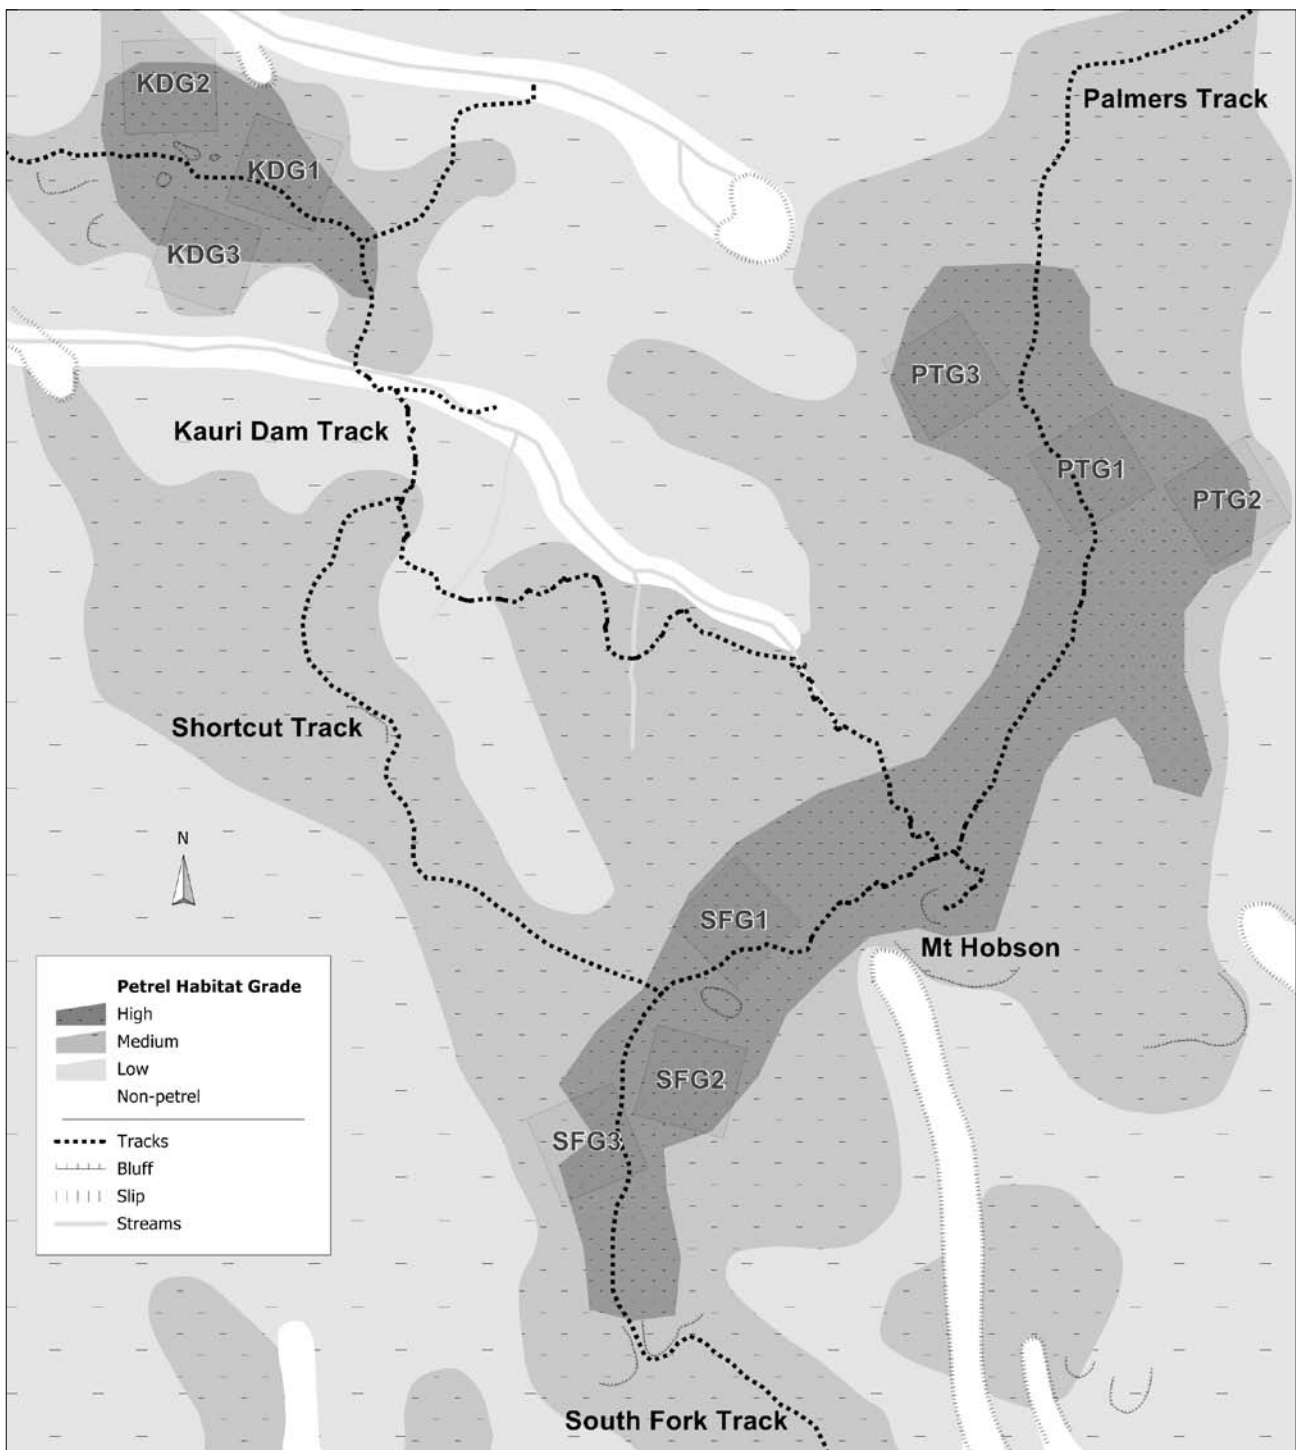 KDG2
Palmers Track
KDG1
KDG3
PTG3
Kauri Dam Track
PTG1
PTG2
Shortcut Track
N
SFG1
Mt Hobson
Petrel Habitat Grade
High
Medium
Low
Non-petrel
SFG2
Tracks
SFG3
Bluff
Slip
Streams
South Fork Track